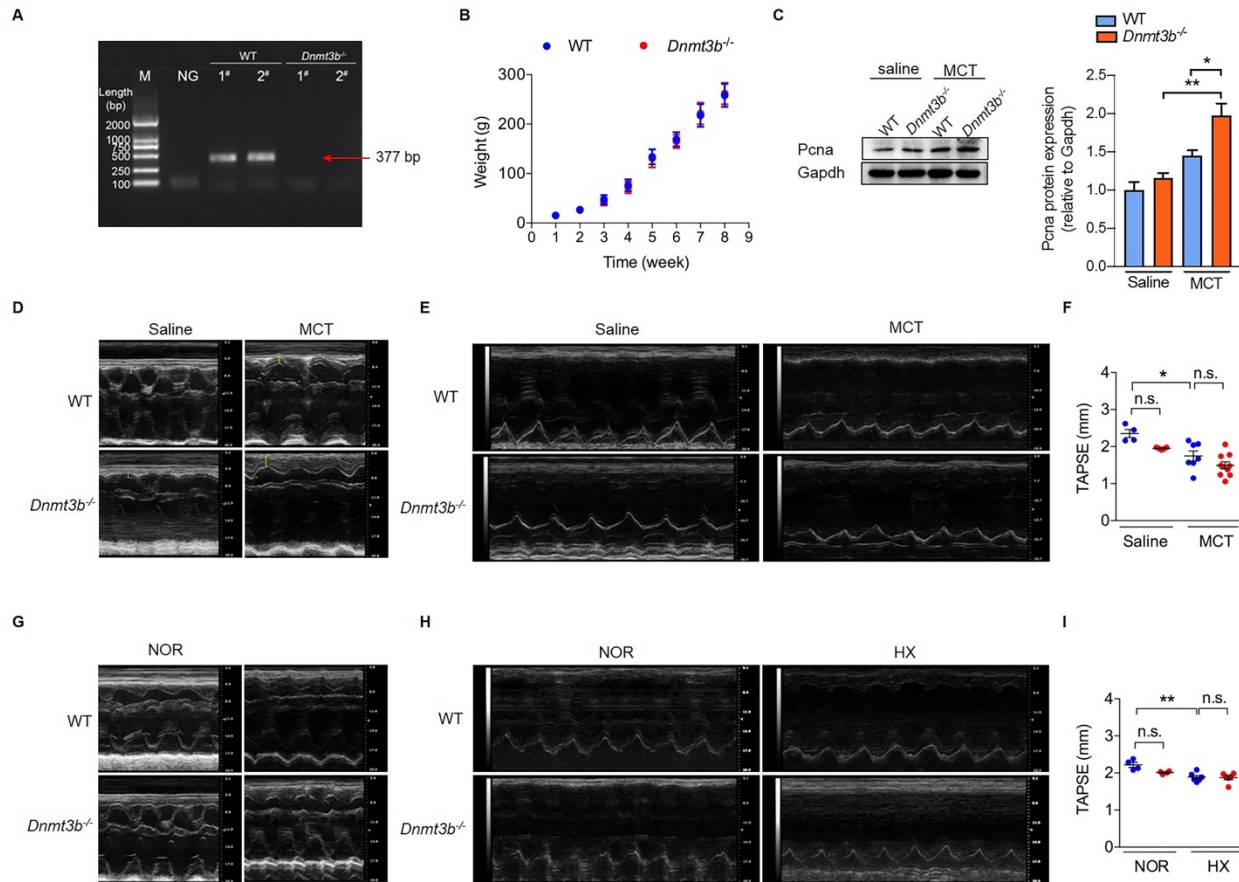 A
WT
Dnmt3b-/-
M
NG
1#
2#
1#
2#
Length
(bp)
2000
1000
750
500
250
100
377 bp
B
WT
Dnmt3b-/-
Weight (g)
300
200
100
0
0 1 2 3 4 5 6 7 8 9
Time (week)
C
saline
MCT
WT
Dnmt3b-/-
WT
Dnmt3b-/-
Pcna
Gapdh
WT
Dnmt3b-/-
Pcna protein expression
(relative to Gapdh)
2.5
2.0
1.5
1.0
0.5
0.0
*
**
Saline
MCT
D
Saline
MCT
WT
Dnmt3b-/-
E
Saline
MCT
WT
Dnmt3b-/-
F
TAPSE (mm)
4
3
2
1
0
*
n.s.
n.s.
Saline
MCT
G
NOR
WT
Dnmt3b-/-
H
NOR
HX
WT
Dnmt3b-/-
I
TAPSE (mm)
4
3
2
1
0
**
n.s.
n.s.
NOR
HX